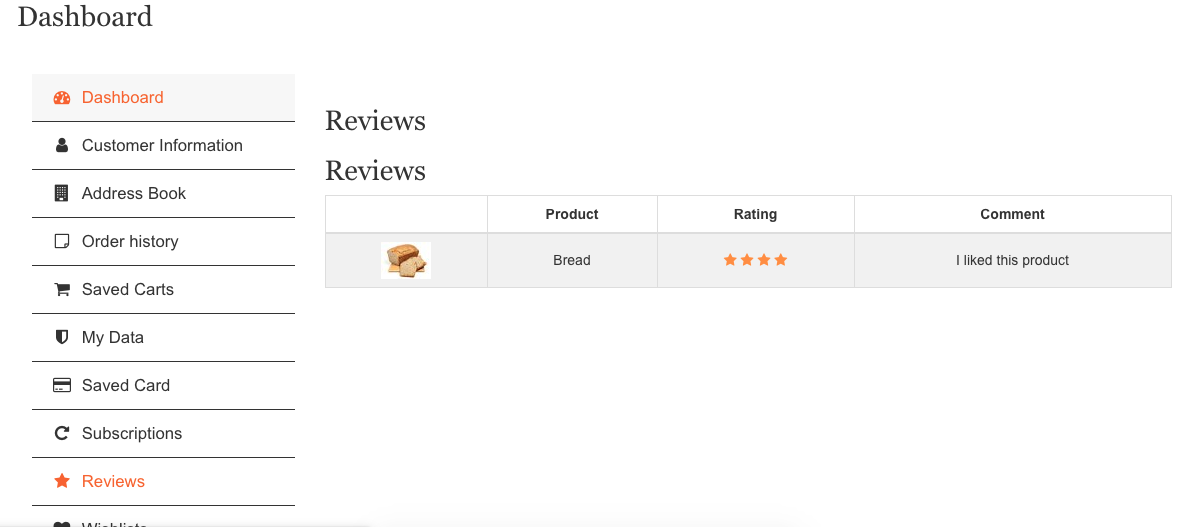 Dashboard
Dashboard
Customer Information
Address Book
Order history
Saved Carts
My Data
Saved Card
Subscriptions
Reviews
Reviews
Reviews
Product Rating Comment
Bread I liked this product